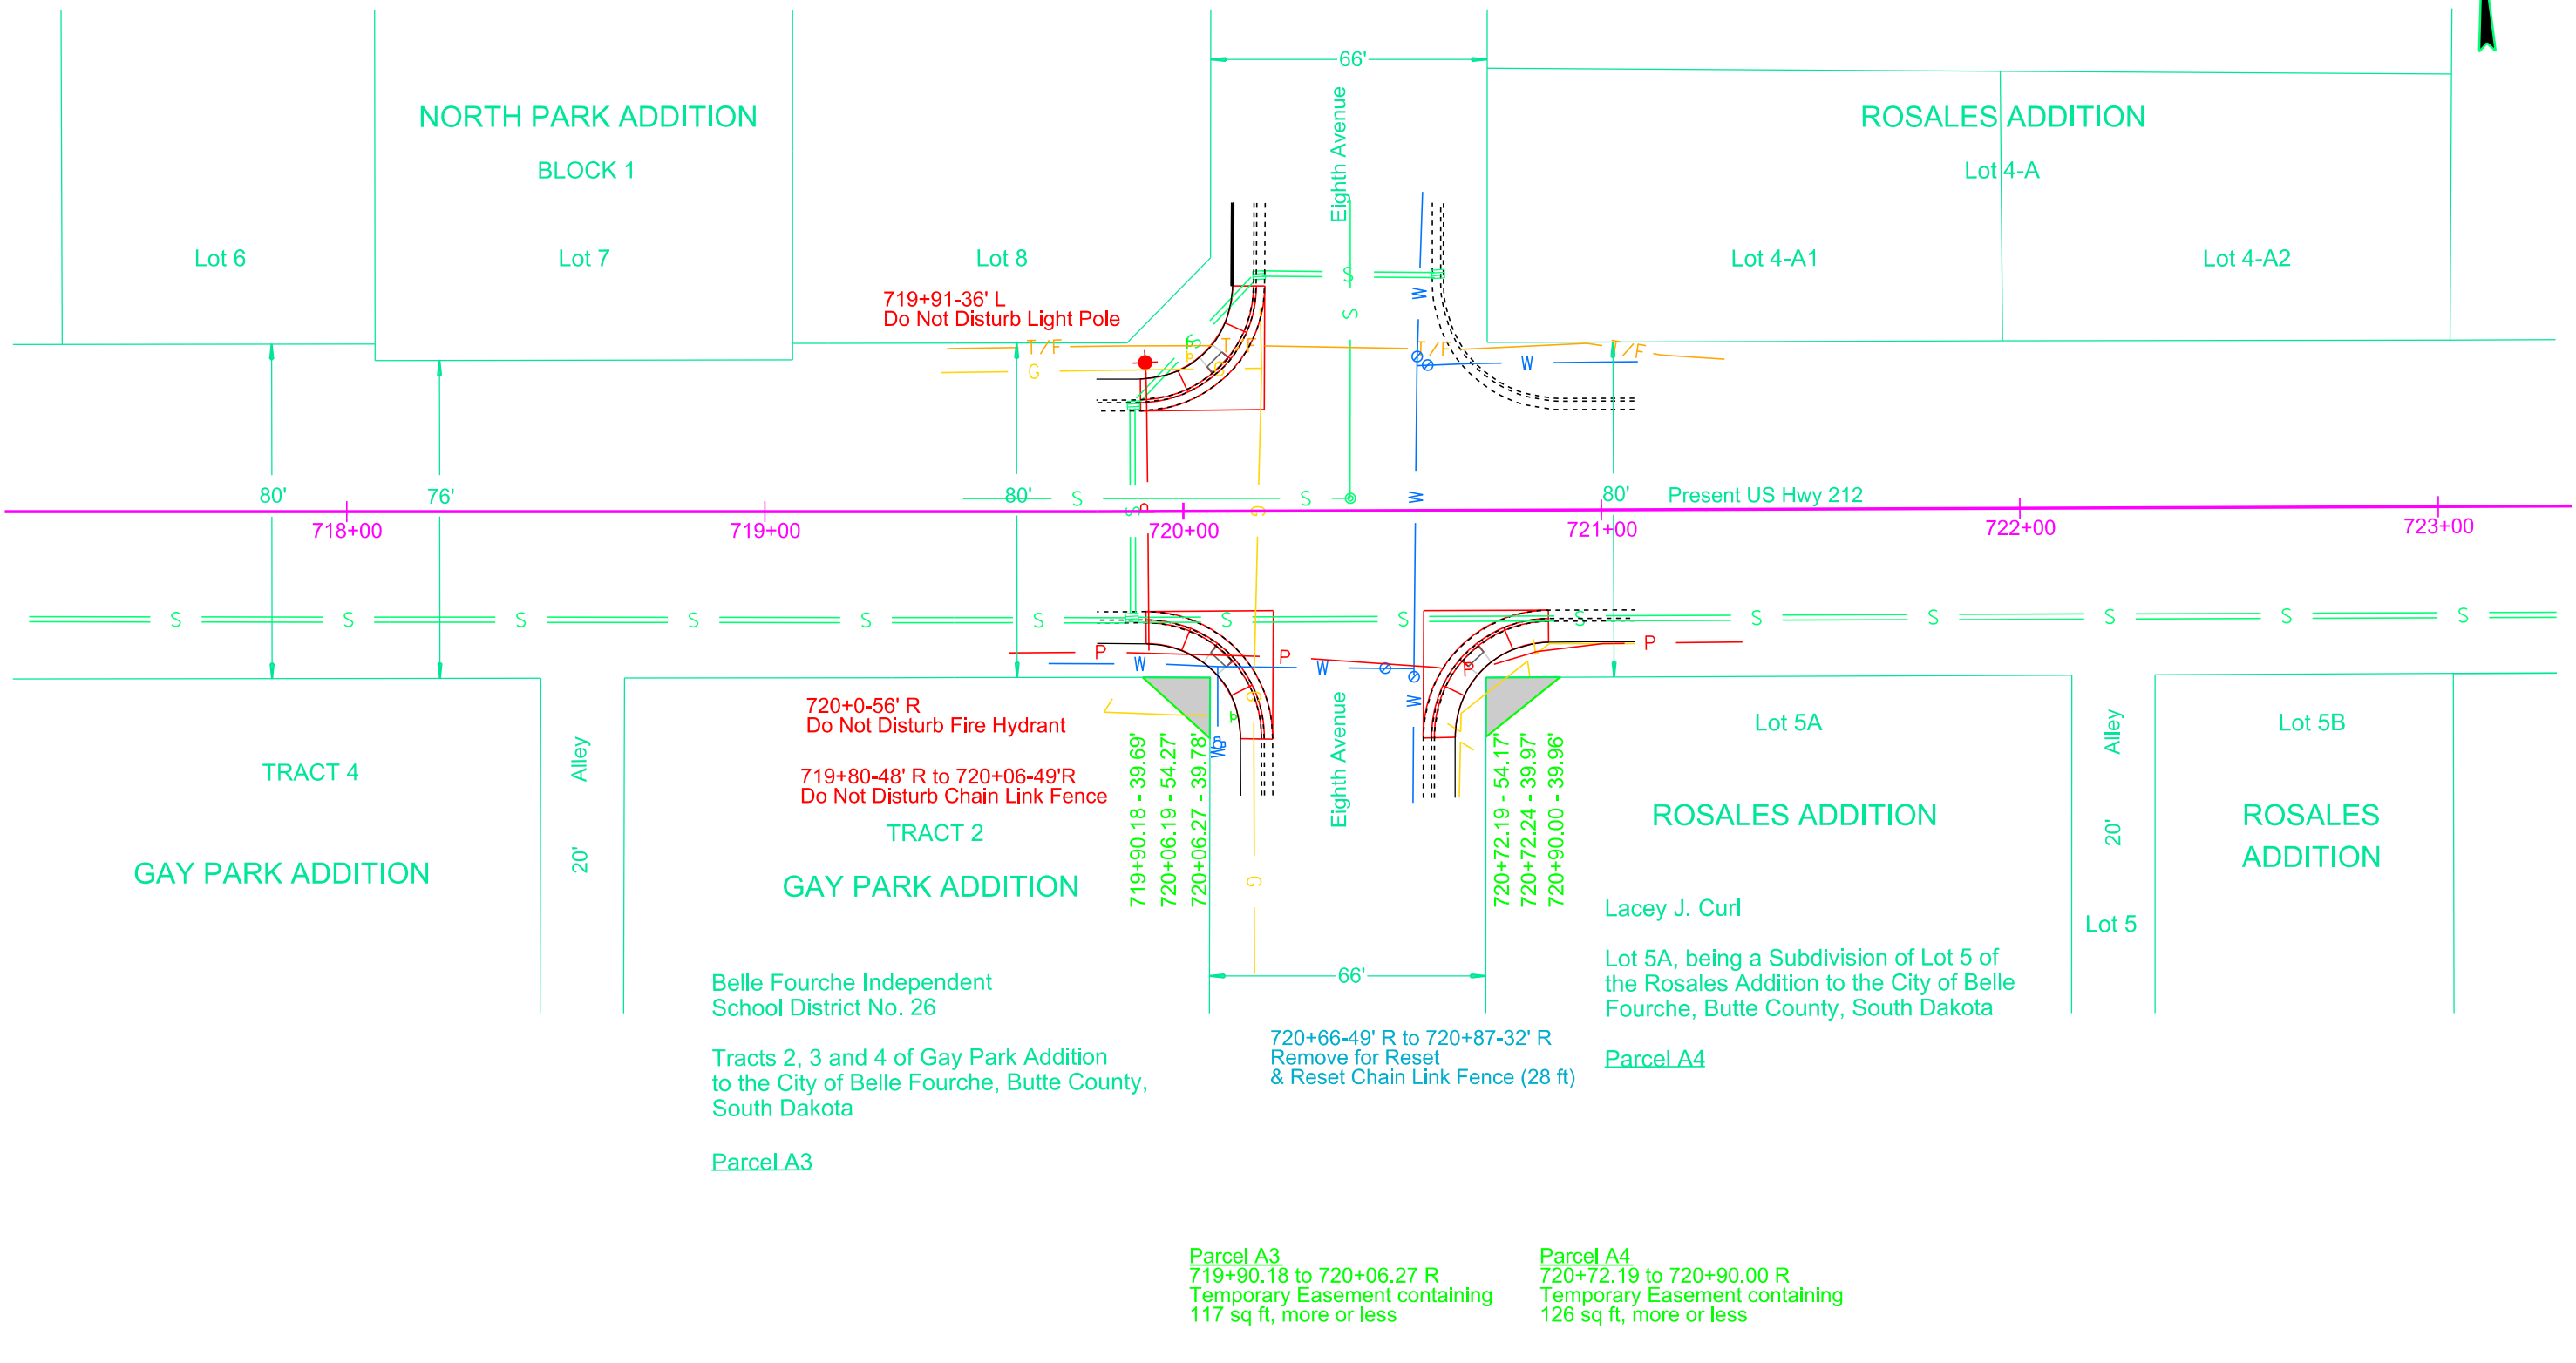 66'
Eighth Avenue
NORTH PARK ADDITION
BLOCK 1
Lot 6
Lot 7
Lot 8
ROSALES ADDITION
Lot 4-A
Lot 4-A1
Lot 4-A2
719+91-36' L
Do Not Disturb Light Pole
S
S
W
T/F
T
F
T/F
T/F
G
G
W
P
S
80'
76'
80'
S
S
W
80'
Present US Hwy 212
718+00
719+00
720+00
721+00
722+00
723+00
S
S
S
S
S
S
S
S
S
S
S
S
S
S
P
W
P
W
P
P
W
720+0-56' R
Do Not Disturb Fire Hydrant
719+80-48' R to 720+06-49'R
Do Not Disturb Chain Link Fence
TRACT 4
GAY PARK ADDITION
Alley
20'
TRACT 2
GAY PARK ADDITION
719+90.18 - 39.69'
720+06.19 - 54.27'
720+06.27 - 39.78'
G
Eighth Avenue
720+72.19 - 54.17'
720+72.24 - 39.97'
720+90.00 - 39.96'
Lot 5A
ROSALES ADDITION
Alley
20'
Lot 5
Lot 5B
ROSALES
ADDITION
Belle Fourche Independent
School District No. 26
Tracts 2, 3 and 4 of Gay Park Addition
to the City of Belle Fourche, Butte County,
South Dakota
Parcel A3
66'
720+66-49' R to 720+87-32' R
Remove for Reset
& Reset Chain Link Fence (28 ft)
Lacey J. Curl
Lot 5A, being a Subdivision of Lot 5 of
the Rosales Addition to the City of Belle
Fourche, Butte County, South Dakota
Parcel A4
Parcel A3
719+90.18 to 720+06.27 R
Temporary Easement containing
117 sq ft, more or less
Parcel A4
720+72.19 to 720+90.00 R
Temporary Easement containing
126 sq ft, more or less